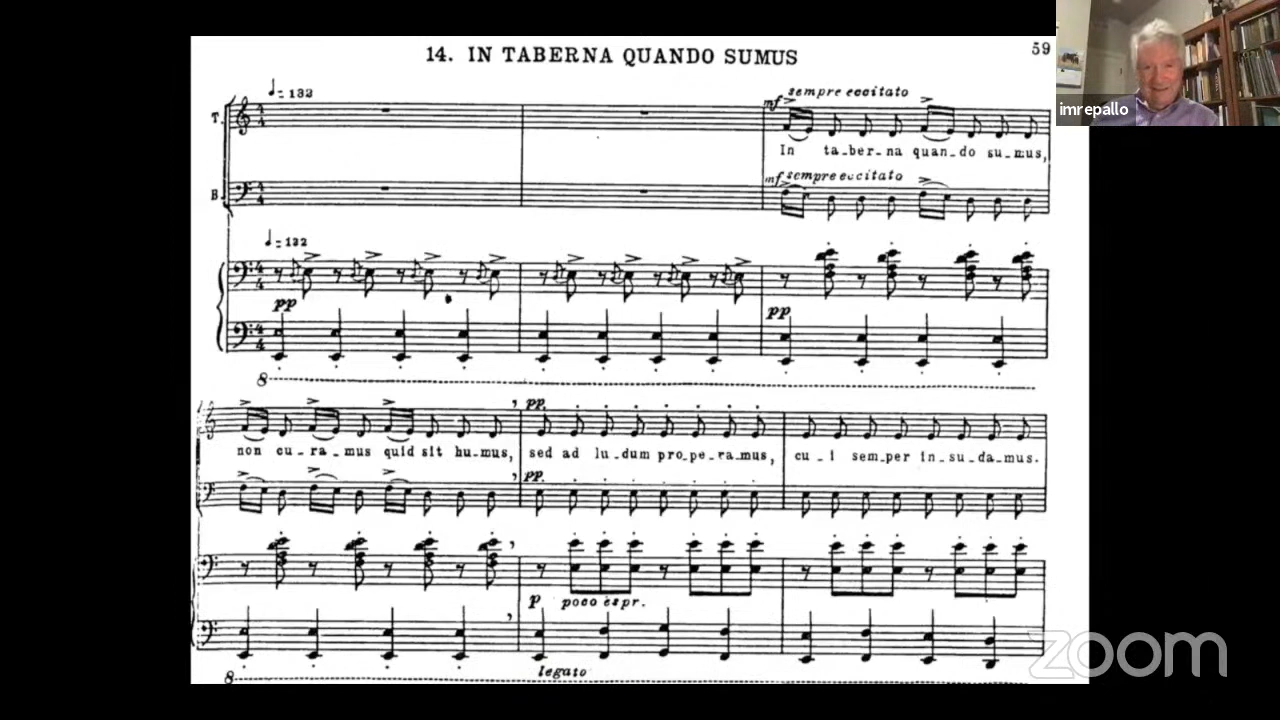 14. IN TABERNA QUANDO SUMUS
59
imrepallo
♩= 132
mf sempre eccitato
T.
In ta-ber-na quan-do su-mus,
mf sempre eccitato
B.
♩= 132
pp
pp
8
pp
non cu-ra-mus quid sit hu-mus, sed ad lu-dum pro-pe-ra-mus, cu-i sem-per in-su-da-mus.
pp
p poco espr.
legato
8
zoom